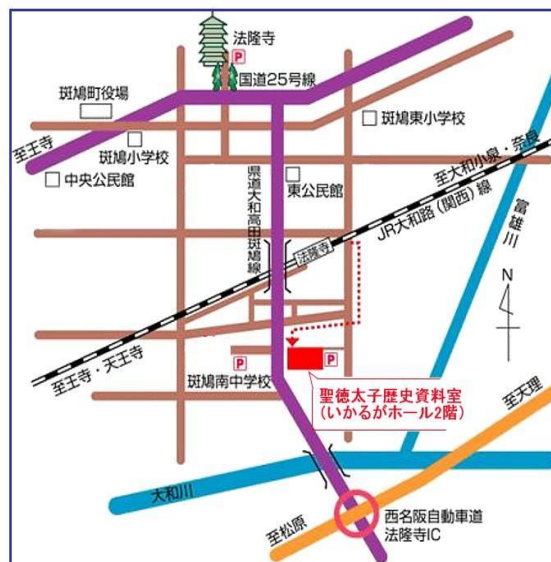 法隆寺
P
国道25号線
斑鳩町役場
斑鳩東小学校
至王寺
斑鳩小学校
中央公民館
東公民館
県道大和高田斑鳩線
至大和小泉・奈良
JR大和路(関西)線
富雄川
法隆寺
N
至王寺・天王寺
P
P
斑鳩南中学校
聖徳太子歴史資料室
(いかるがホール2階)
至天理
大和川
至松原
西名阪自動車道
法隆寺IC